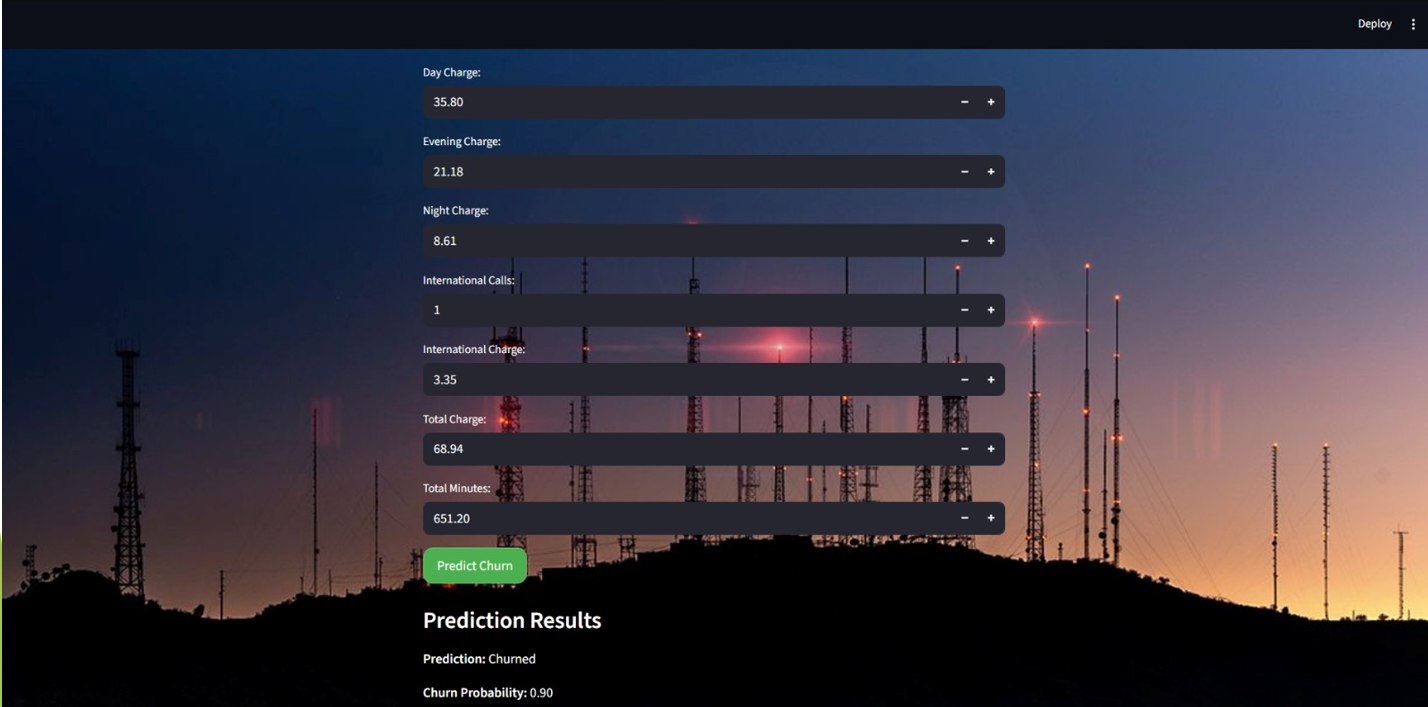 Deploy
Day Charge:
35.80
Evening Charge:
21.18
Night Charge:
8.61
International Calls:
1
International Charge:
3.35
Total Charge:
68.94
Total Minutes:
651.20
Predict Churn
Prediction Results
Prediction: Churned
Churn Probability: 0.90